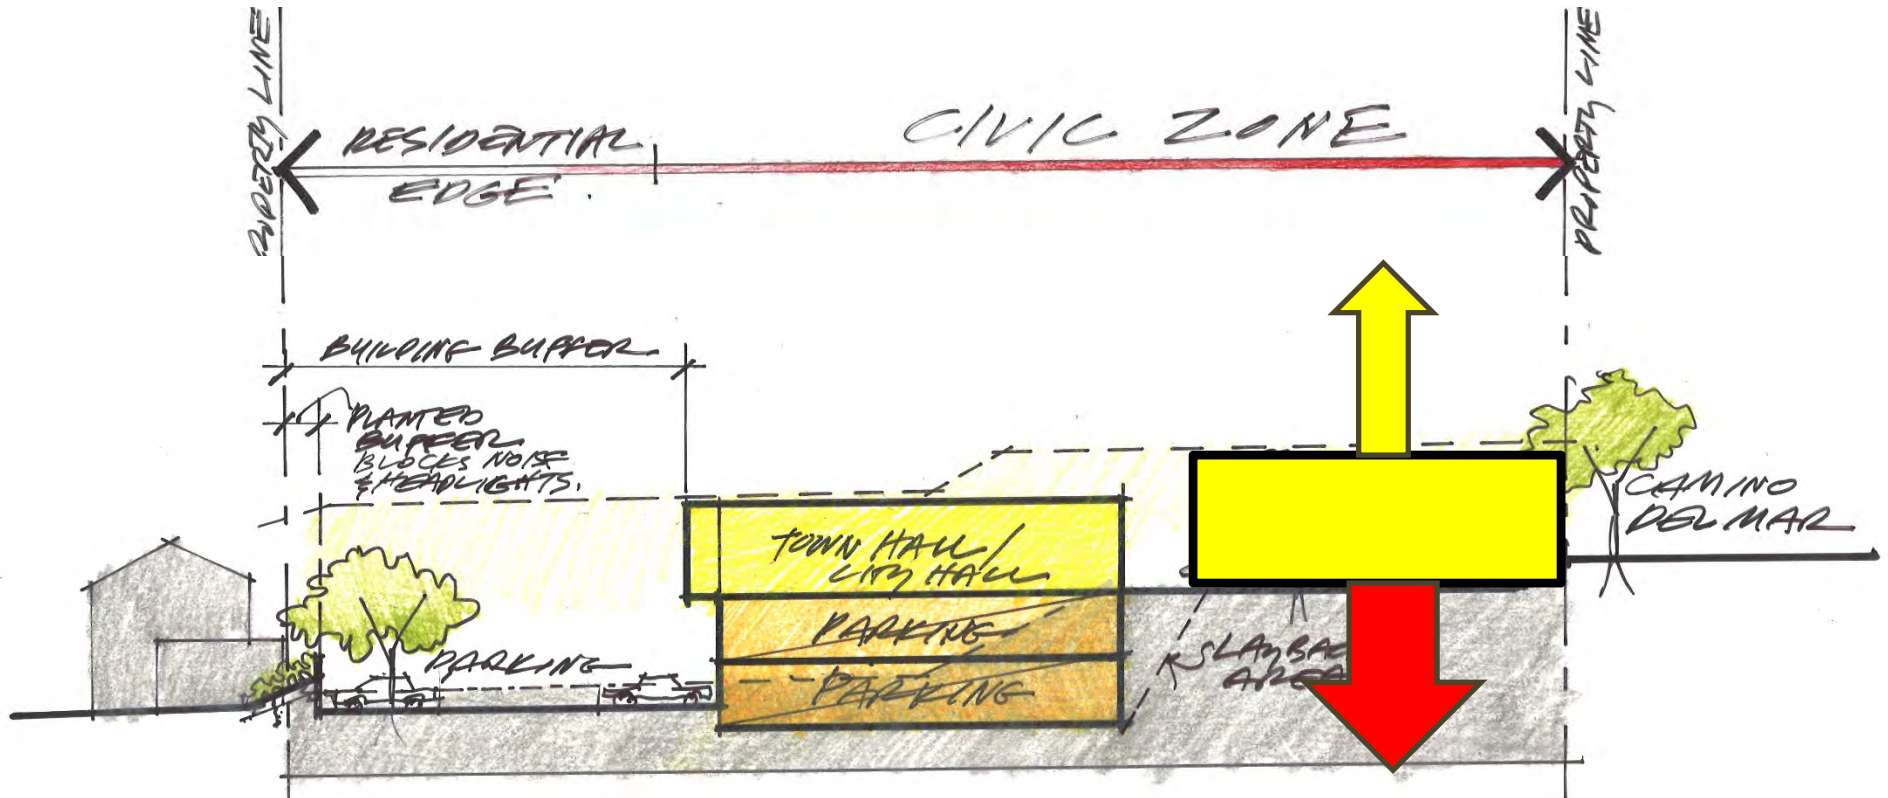 PROPERTY LINE
RESIDENTIAL
EDGE.
CIVIC ZONE
PROPERTY LINE
BUILDING BUFFER
PLANTED
BUFFER
BLOCKS NOISE
& HEADLIGHTS.
TOWN HALL/
CITY HALL
CAMINO
DEL MAR
PARKING
PARKING
PARKING
AREA